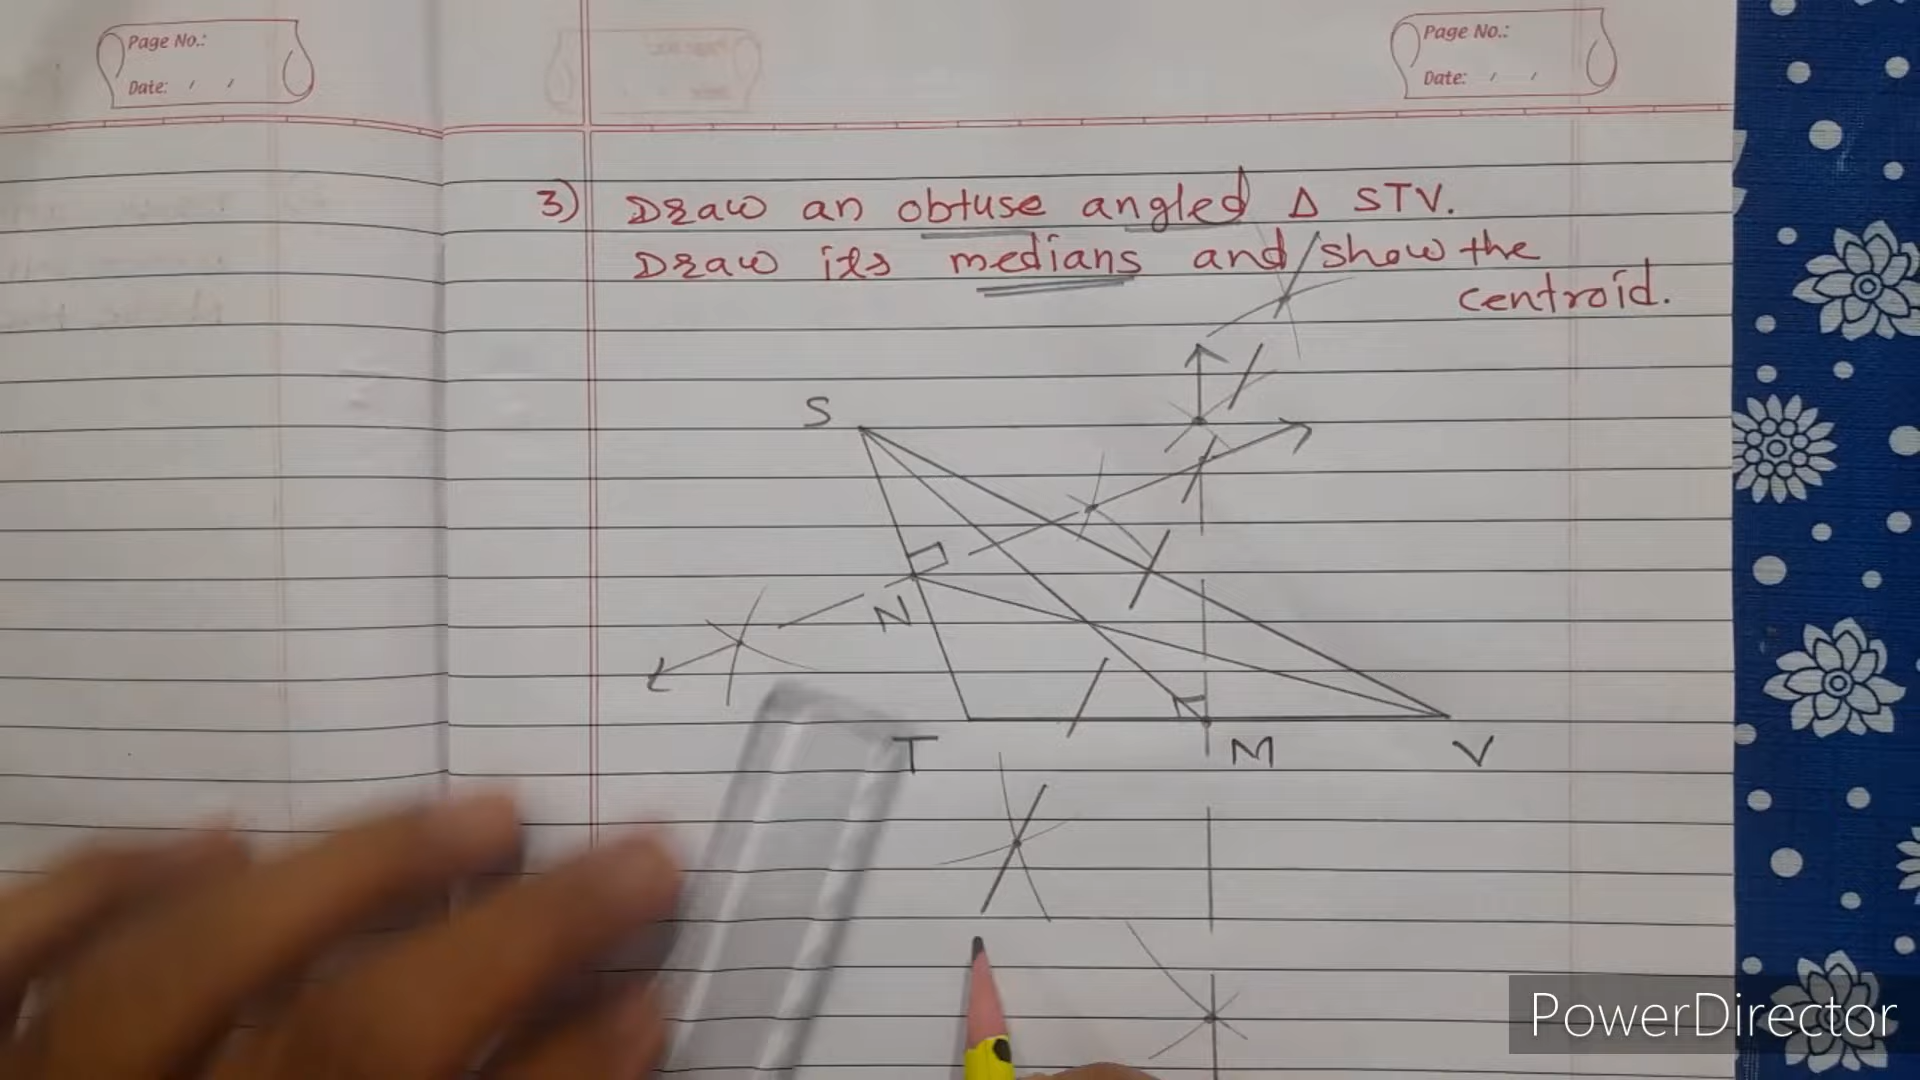 Page No.:
Date: / /
Page No.:
Date: / /
3) Draw an obtuse angled Δ STV.
Draw its medians and show the
centroid.
S
N
T
M
V
PowerDirector